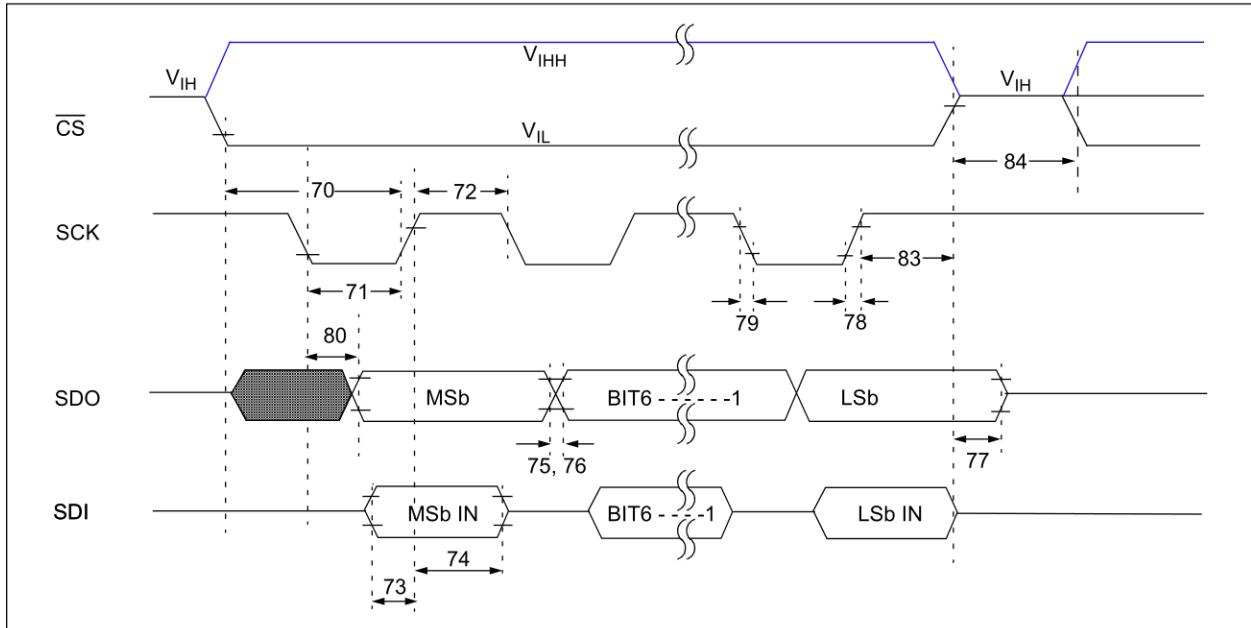 VIH
VIHH
VIH
CS
VIL
84
70
72
SCK
83
71
79
78
80
SDO
MSb
BIT6 - - - - - -1
LSb
75, 76
77
SDI
MSb IN
BIT6 - - - - -1
LSb IN
74
73